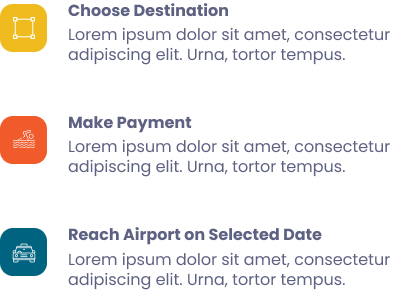 Choose Destination
Lorem ipsum dolor sit amet, consectetur
adipiscing elit. Urna, tortor tempus.
Make Payment
Lorem ipsum dolor sit amet, consectetur
adipiscing elit. Urna, tortor tempus.
Reach Airport on Selected Date
Lorem ipsum dolor sit amet, consectetur
adipiscing elit. Urna, tortor tempus.